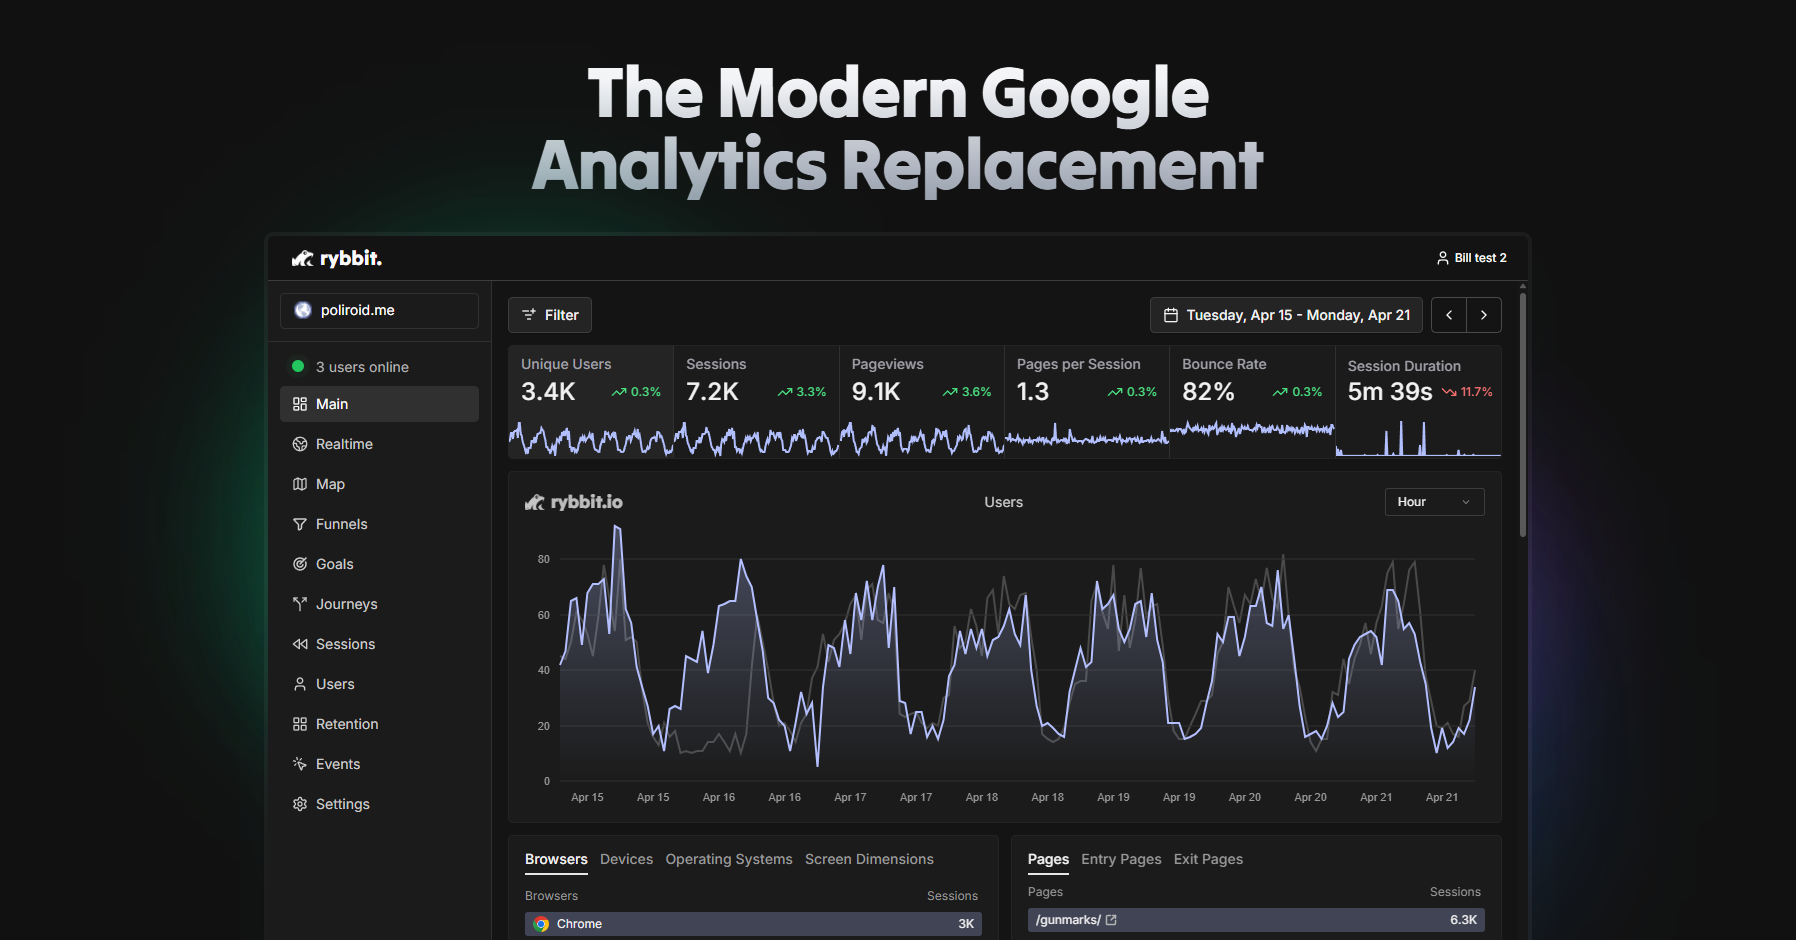 The Modern Google
Analytics Replacement
rybbit.
Bill test 2
poliroid.me
3 users online
Main
Realtime
Map
Funnels
Goals
Journeys
Sessions
Users
Retention
Events
Settings
Filter
Tuesday, Apr 15 - Monday, Apr 21
Unique Users
3.4K 0.3%
Sessions
7.2K 3.3%
Pageviews
9.1K 3.6%
Pages per Session
1.3 0.3%
Bounce Rate
82% 0.3%
Session Duration
5m 39s 11.7%
rybbit.io
Users
Hour
80
60
40
20
0
Apr 15 Apr 15 Apr 16 Apr 16 Apr 17 Apr 17 Apr 18 Apr 18 Apr 19 Apr 19 Apr 20 Apr 20 Apr 21 Apr 21
Browsers Devices Operating Systems Screen Dimensions
Browsers Sessions
Chrome 3K
Pages Entry Pages Exit Pages
Pages Sessions
/gunmarks/ 6.3K